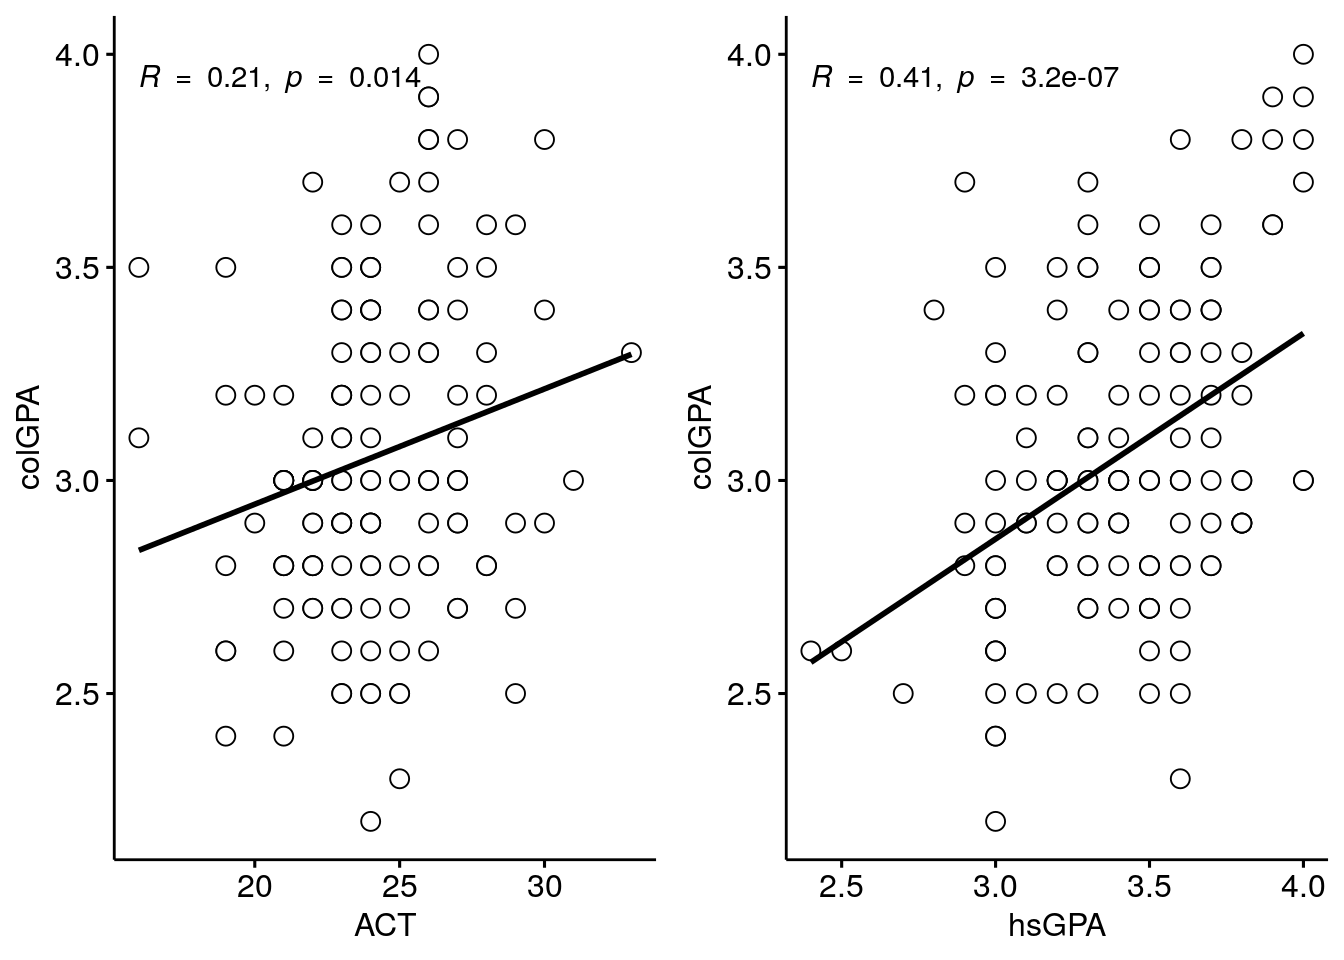 4.0
3.5
3.0
2.5
colGPA
R = 0.21, p = 0.014
20 25 30
ACT
4.0
3.5
3.0
2.5
colGPA
R = 0.41, p = 3.2e-07
2.5 3.0 3.5 4.0
hsGPA